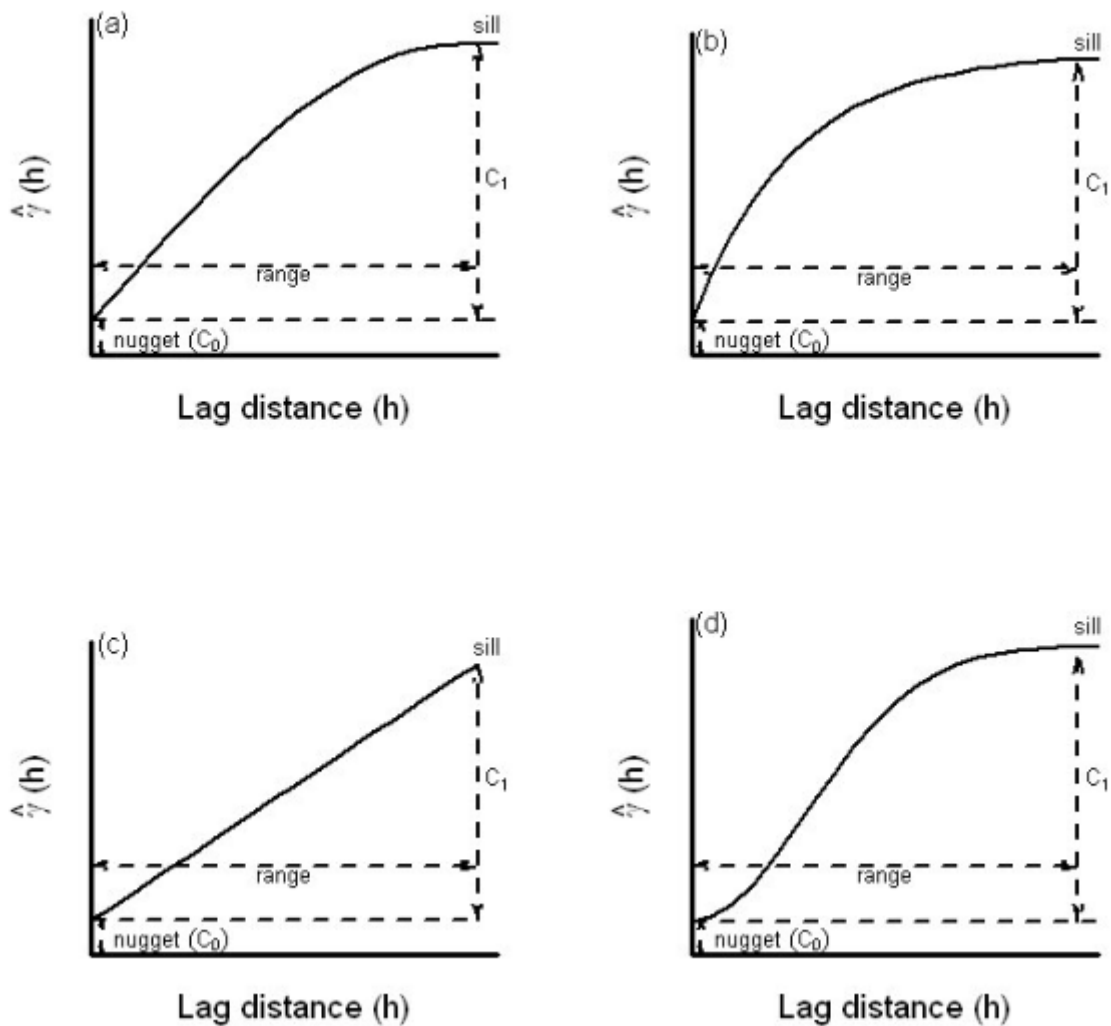 (a)
sill
γ̂ (h)
C₁
range
nugget (C₀)
Lag distance (h)
(b)
sill
γ̂ (h)
C₁
range
nugget (C₀)
Lag distance (h)
(c)
sill
γ̂ (h)
C₁
range
nugget (C₀)
Lag distance (h)
(d)
sill
γ̂ (h)
C₁
range
nugget (C₀)
Lag distance (h)